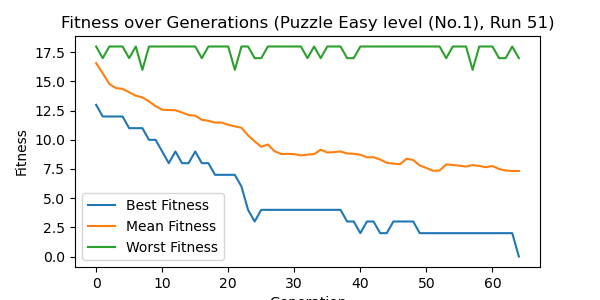 Fitness over Generations (Puzzle Easy level (No.1), Run 51)
Fitness
17.5
15.0
12.5
10.0
7.5
5.0
2.5
0.0
Best Fitness
Mean Fitness
Worst Fitness
0 10 20 30 40 50 60
Generation